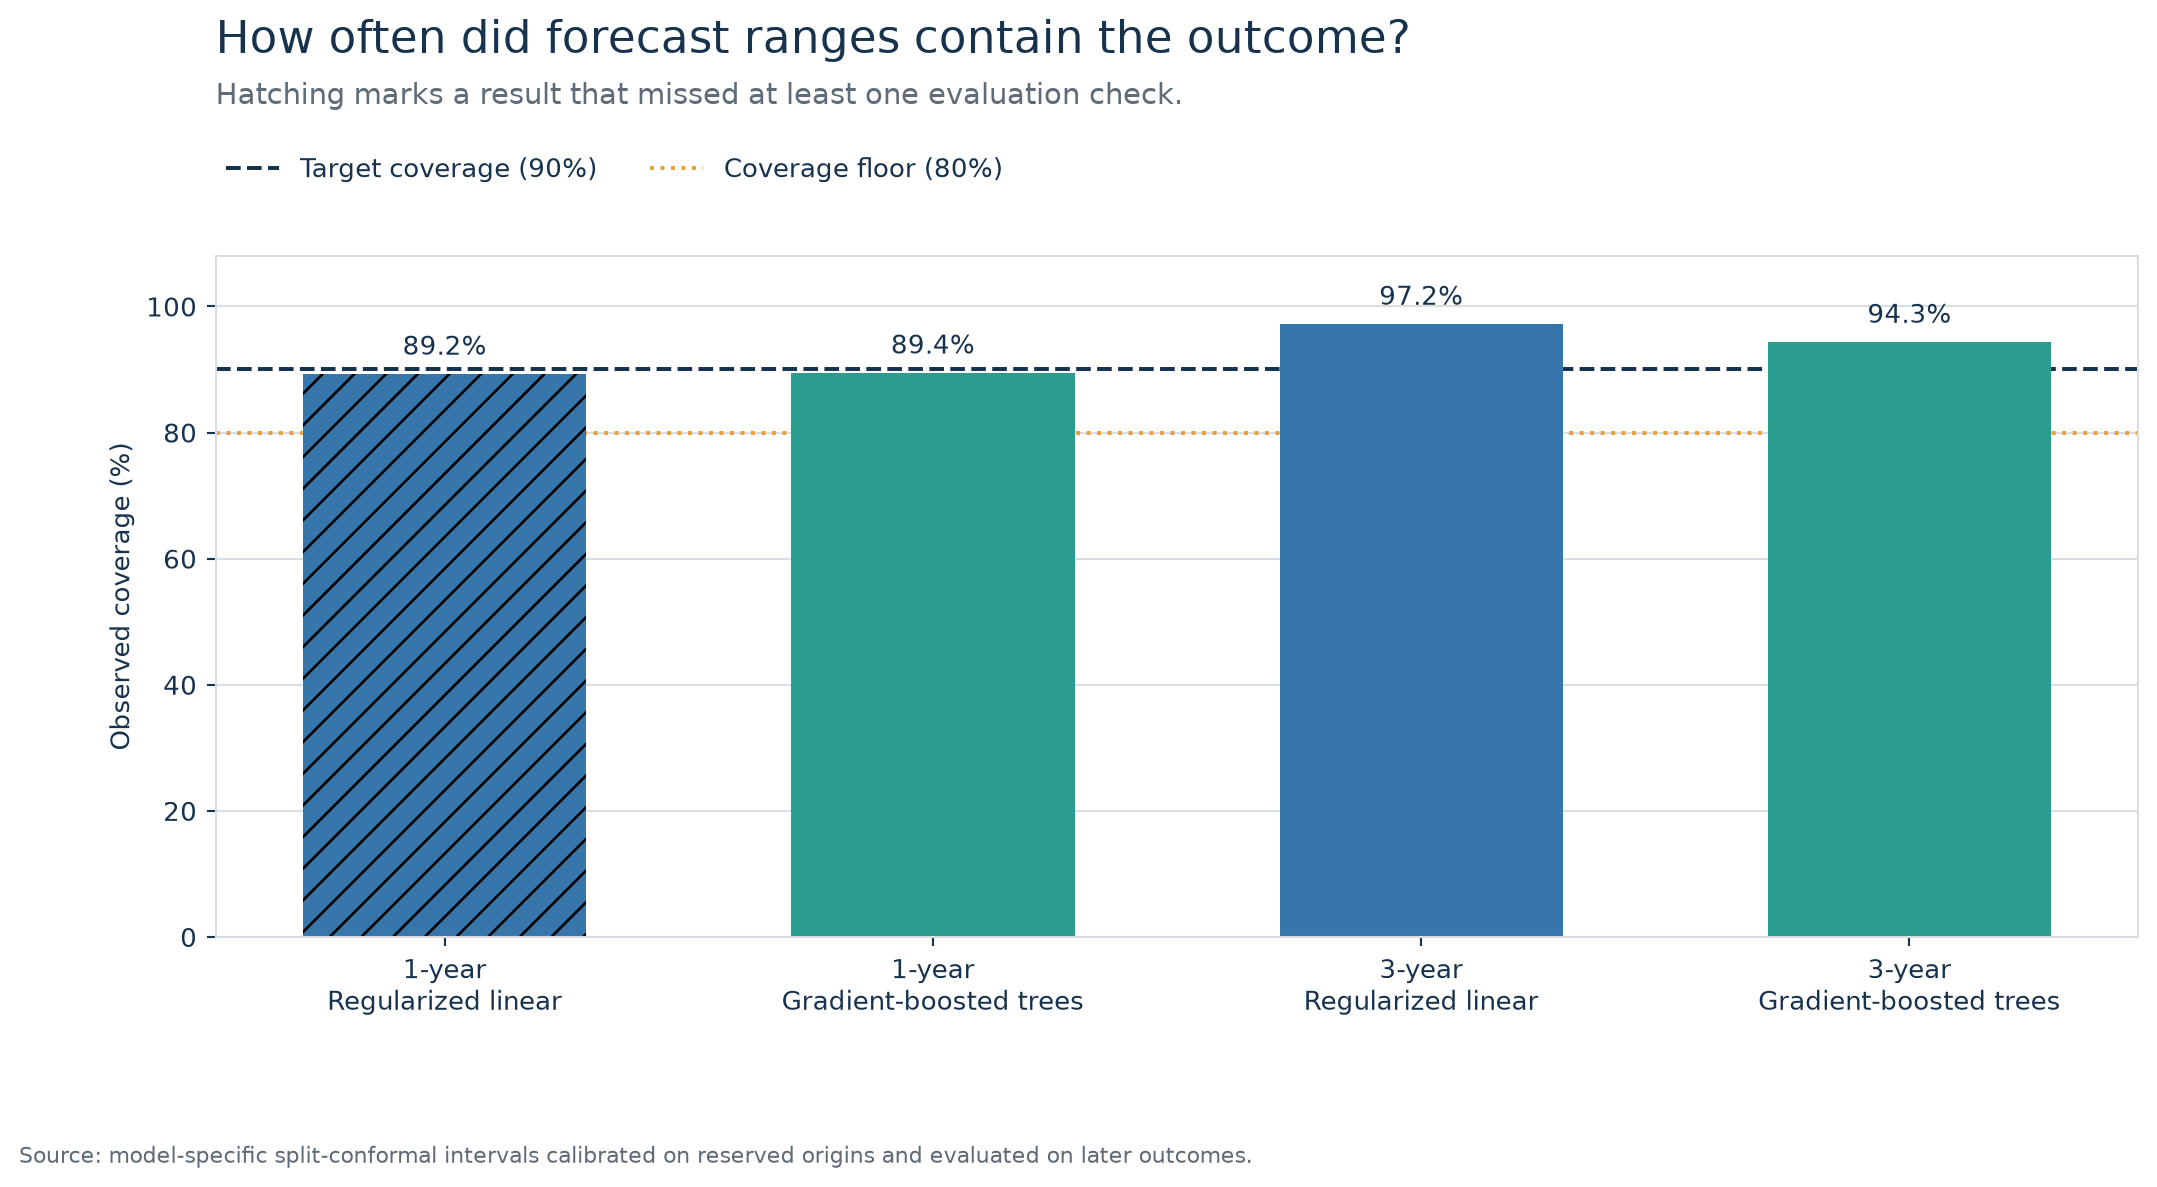 How often did forecast ranges contain the outcome?
Hatching marks a result that missed at least one evaluation check.
Target coverage (90%)
Coverage floor (80%)
Observed coverage (%)
100
80
60
40
20
0
89.2%
89.4%
97.2%
94.3%
1-year
Regularized linear
1-year
Gradient-boosted trees
3-year
Regularized linear
3-year
Gradient-boosted trees
Source: model-specific split-conformal intervals calibrated on reserved origins and evaluated on later outcomes.